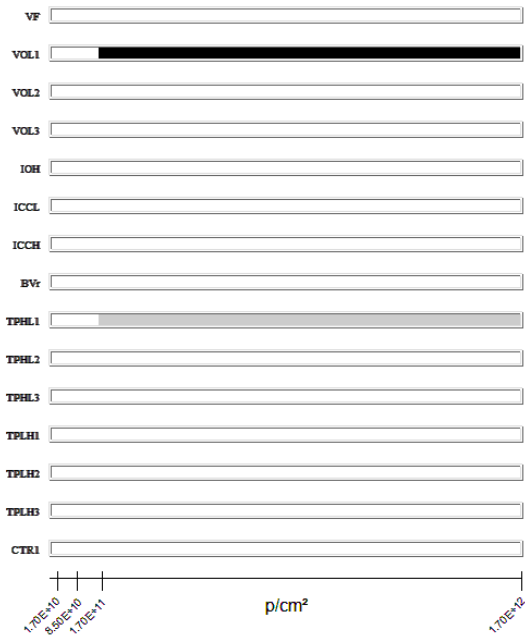 VF
VOL1
VOL2
VOL3
IOH
ICCL
ICCH
BVr
TPHL1
TPHL2
TPHL3
TPLH1
TPLH2
TPLH3
CTR1
1.70E+10 8.50E+10 1.70E+11 p/cm² 1.70E+12